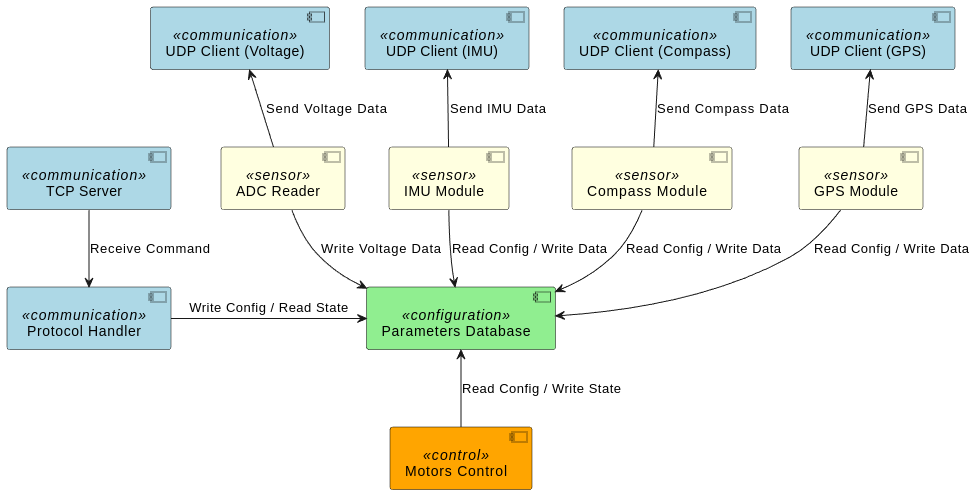 «communication»
UDP Client (Voltage)
«communication»
UDP Client (IMU)
«communication»
UDP Client (Compass)
«communication»
UDP Client (GPS)
Send Voltage Data
Send IMU Data
Send Compass Data
Send GPS Data
«communication»
TCP Server
«sensor»
ADC Reader
«sensor»
IMU Module
«sensor»
Compass Module
«sensor»
GPS Module
Receive Command
Write Voltage Data
Read Config / Write Data
Read Config / Write Data
Read Config / Write Data
«communication»
Protocol Handler
Write Config / Read State
«configuration»
Parameters Database
Read Config / Write State
«control»
Motors Control